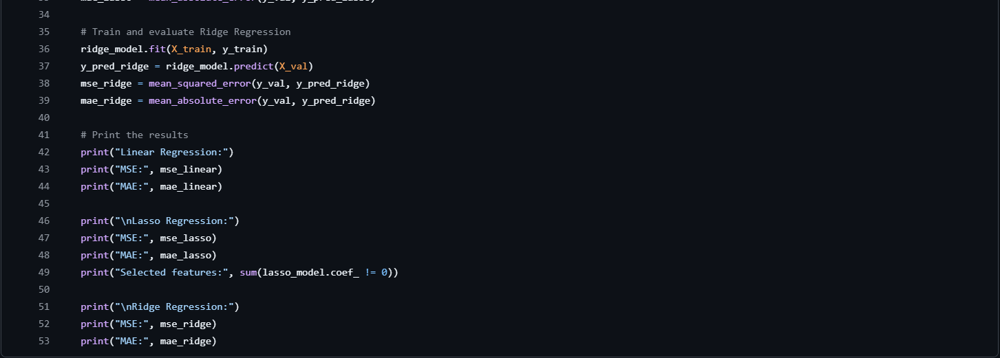 34
35 # Train and evaluate Ridge Regression
36 ridge_model.fit(X_train, y_train)
37 y_pred_ridge = ridge_model.predict(X_val)
38 mse_ridge = mean_squared_error(y_val, y_pred_ridge)
39 mae_ridge = mean_absolute_error(y_val, y_pred_ridge)
40
41 # Print the results
42 print("Linear Regression:")
43 print("MSE:", mse_linear)
44 print("MAE:", mae_linear)
45
46 print("\nLasso Regression:")
47 print("MSE:", mse_lasso)
48 print("MAE:", mae_lasso)
49 print("Selected features:", sum(lasso_model.coef_ != 0))
50
51 print("\nRidge Regression:")
52 print("MSE:", mse_ridge)
53 print("MAE:", mae_ridge)